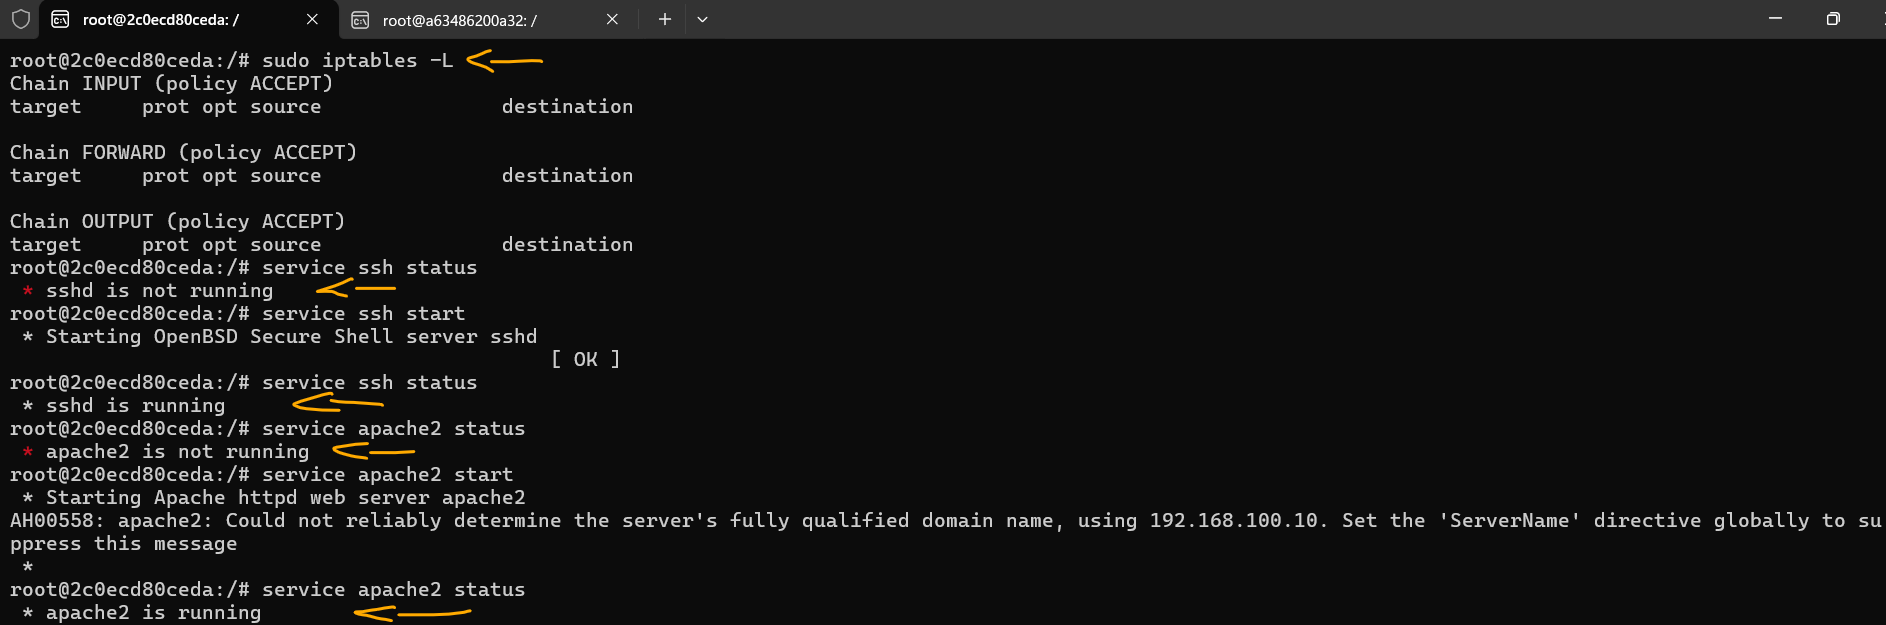 root@2c0ecd80ceda: /
root@a63486200a32: /
root@2c0ecd80ceda:/# sudo iptables -L
Chain INPUT (policy ACCEPT)
target     prot opt source               destination
Chain FORWARD (policy ACCEPT)
target     prot opt source               destination
Chain OUTPUT (policy ACCEPT)
target     prot opt source               destination
root@2c0ecd80ceda:/# service ssh status
 * sshd is not running
root@2c0ecd80ceda:/# service ssh start
 * Starting OpenBSD Secure Shell server sshd
[ OK ]
root@2c0ecd80ceda:/# service ssh status
 * sshd is running
root@2c0ecd80ceda:/# service apache2 status
 * apache2 is not running
root@2c0ecd80ceda:/# service apache2 start
 * Starting Apache httpd web server apache2
AH00558: apache2: Could not reliably determine the server's fully qualified domain name, using 192.168.100.10. Set the 'ServerName' directive globally to su
ppress this message
 *
root@2c0ecd80ceda:/# service apache2 status
 * apache2 is running